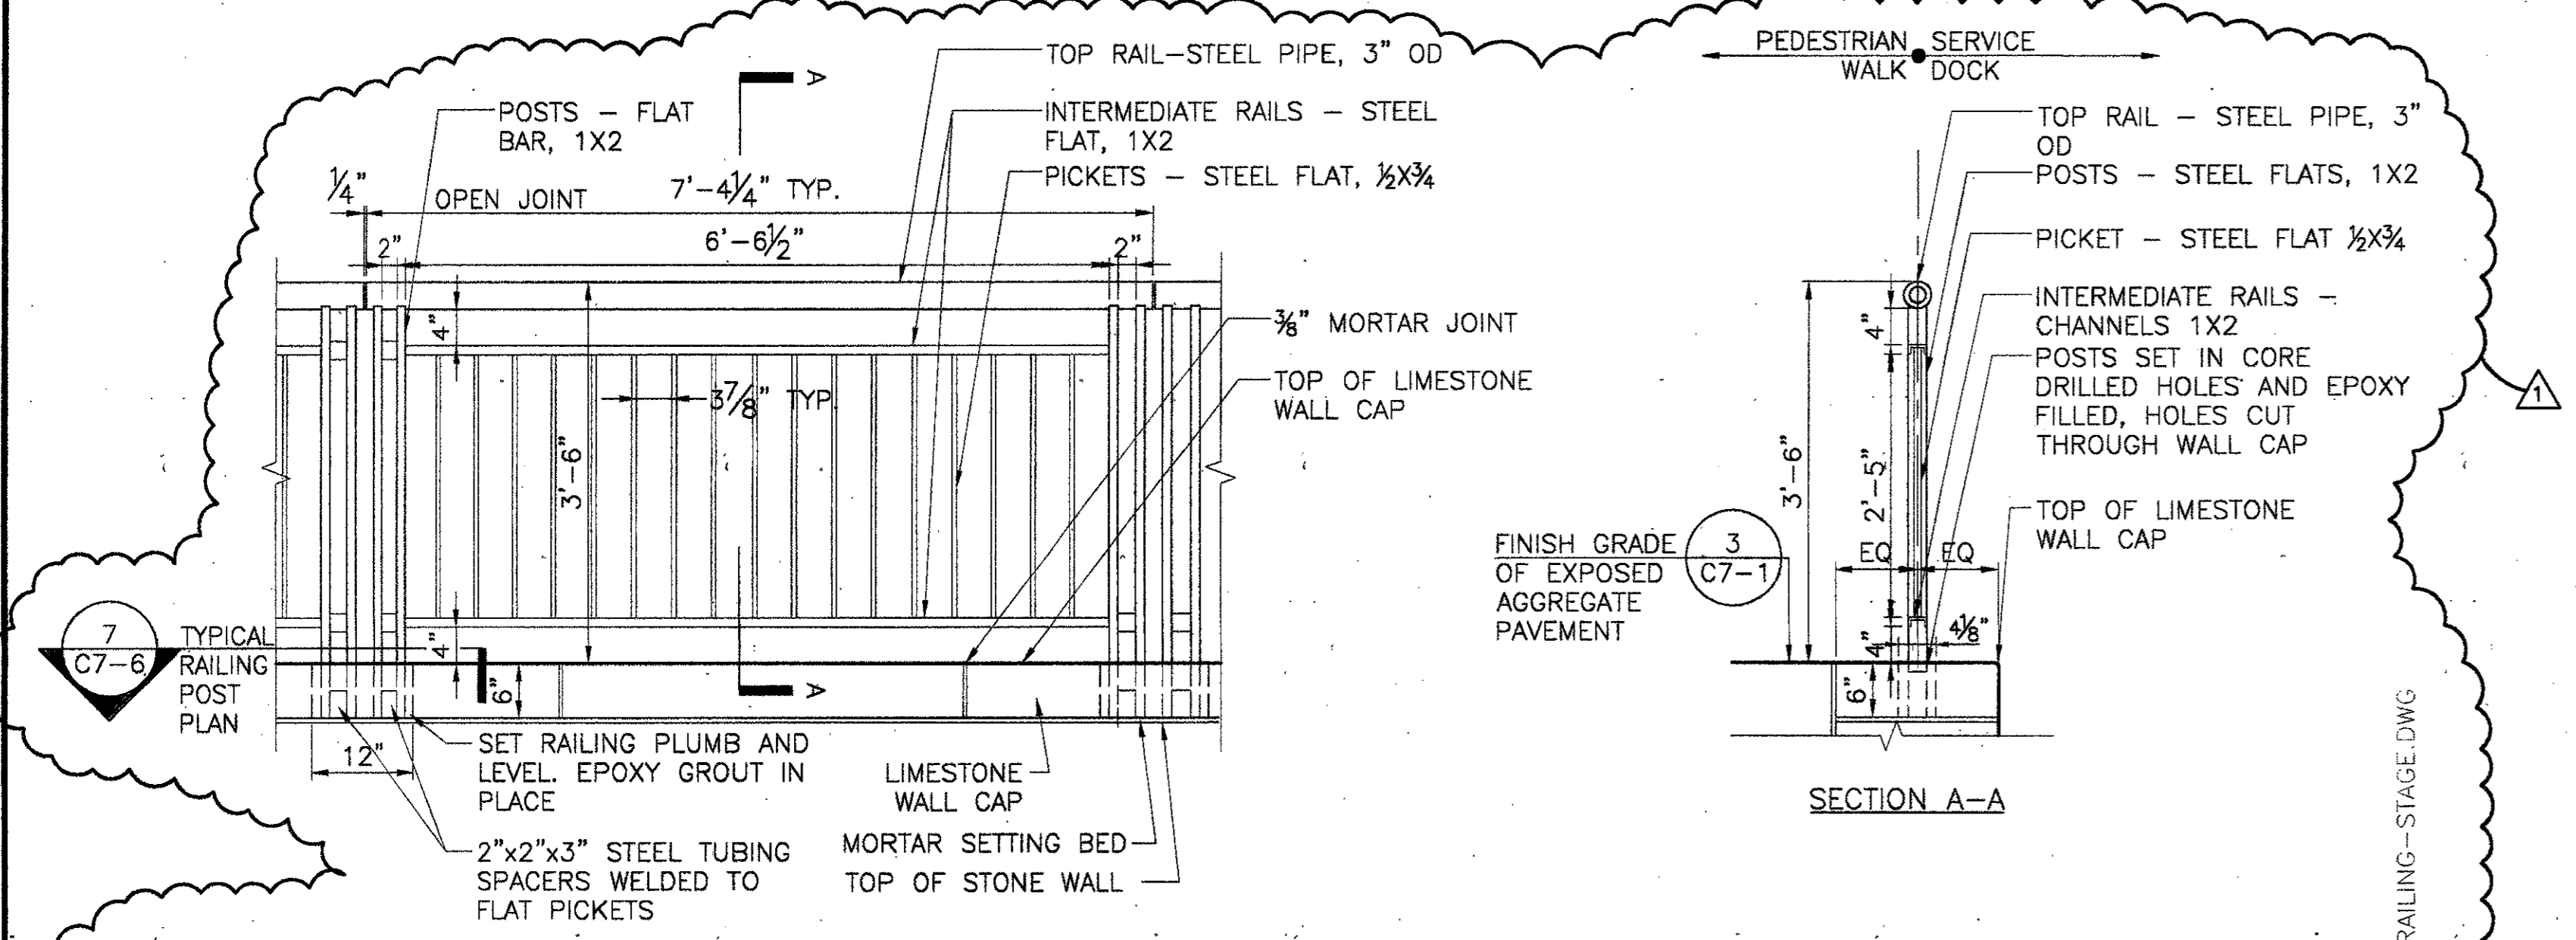 TOP RAIL-STEEL PIPE, 3" OD
POSTS - FLAT
BAR, 1X2
INTERMEDIATE RAILS - STEEL
FLAT, 1X2
PICKETS - STEEL FLAT, ½X¾
A
¼"
OPEN JOINT
7'-4¼" TYP.
2"
6'-6½"
2"
4"
3⅞" TYP.
3'-6"
⅜" MORTAR JOINT
TOP OF LIMESTONE
WALL CAP
7
C7-6
TYPICAL
RAILING
POST
PLAN
4"
6"
A
12"
SET RAILING PLUMB AND
LEVEL. EPOXY GROUT IN
PLACE
2"x2"x3" STEEL TUBING
SPACERS WELDED TO
FLAT PICKETS
LIMESTONE
WALL CAP
MORTAR SETTING BED
TOP OF STONE WALL
PEDESTRIAN SERVICE
WALK DOCK
TOP RAIL - STEEL PIPE, 3"
OD
POSTS - STEEL FLATS, 1X2
PICKET - STEEL FLAT ½X¾
INTERMEDIATE RAILS -
CHANNELS 1X2
POSTS SET IN CORE
DRILLED HOLES AND EPOXY
FILLED, HOLES CUT
THROUGH WALL CAP
TOP OF LIMESTONE
WALL CAP
4"
3'-6"
2'-5"
EQ EQ
4"
4⅛"
6"
FINISH GRADE
OF EXPOSED
AGGREGATE
PAVEMENT
3
C7-1
SECTION A-A
1
RAILING-STAGE.DWG